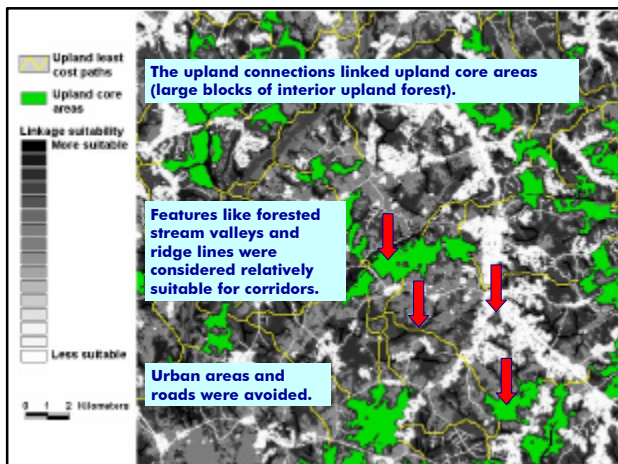 Upland least
cost paths
Upland core
areas
Linkage suitability
More suitable
Less suitable
0 1 2 Kilometers
The upland connections linked upland core areas
(large blocks of interior upland forest).
Features like forested
stream valleys and
ridge lines were
considered relatively
suitable for corridors.
Urban areas and
roads were avoided.